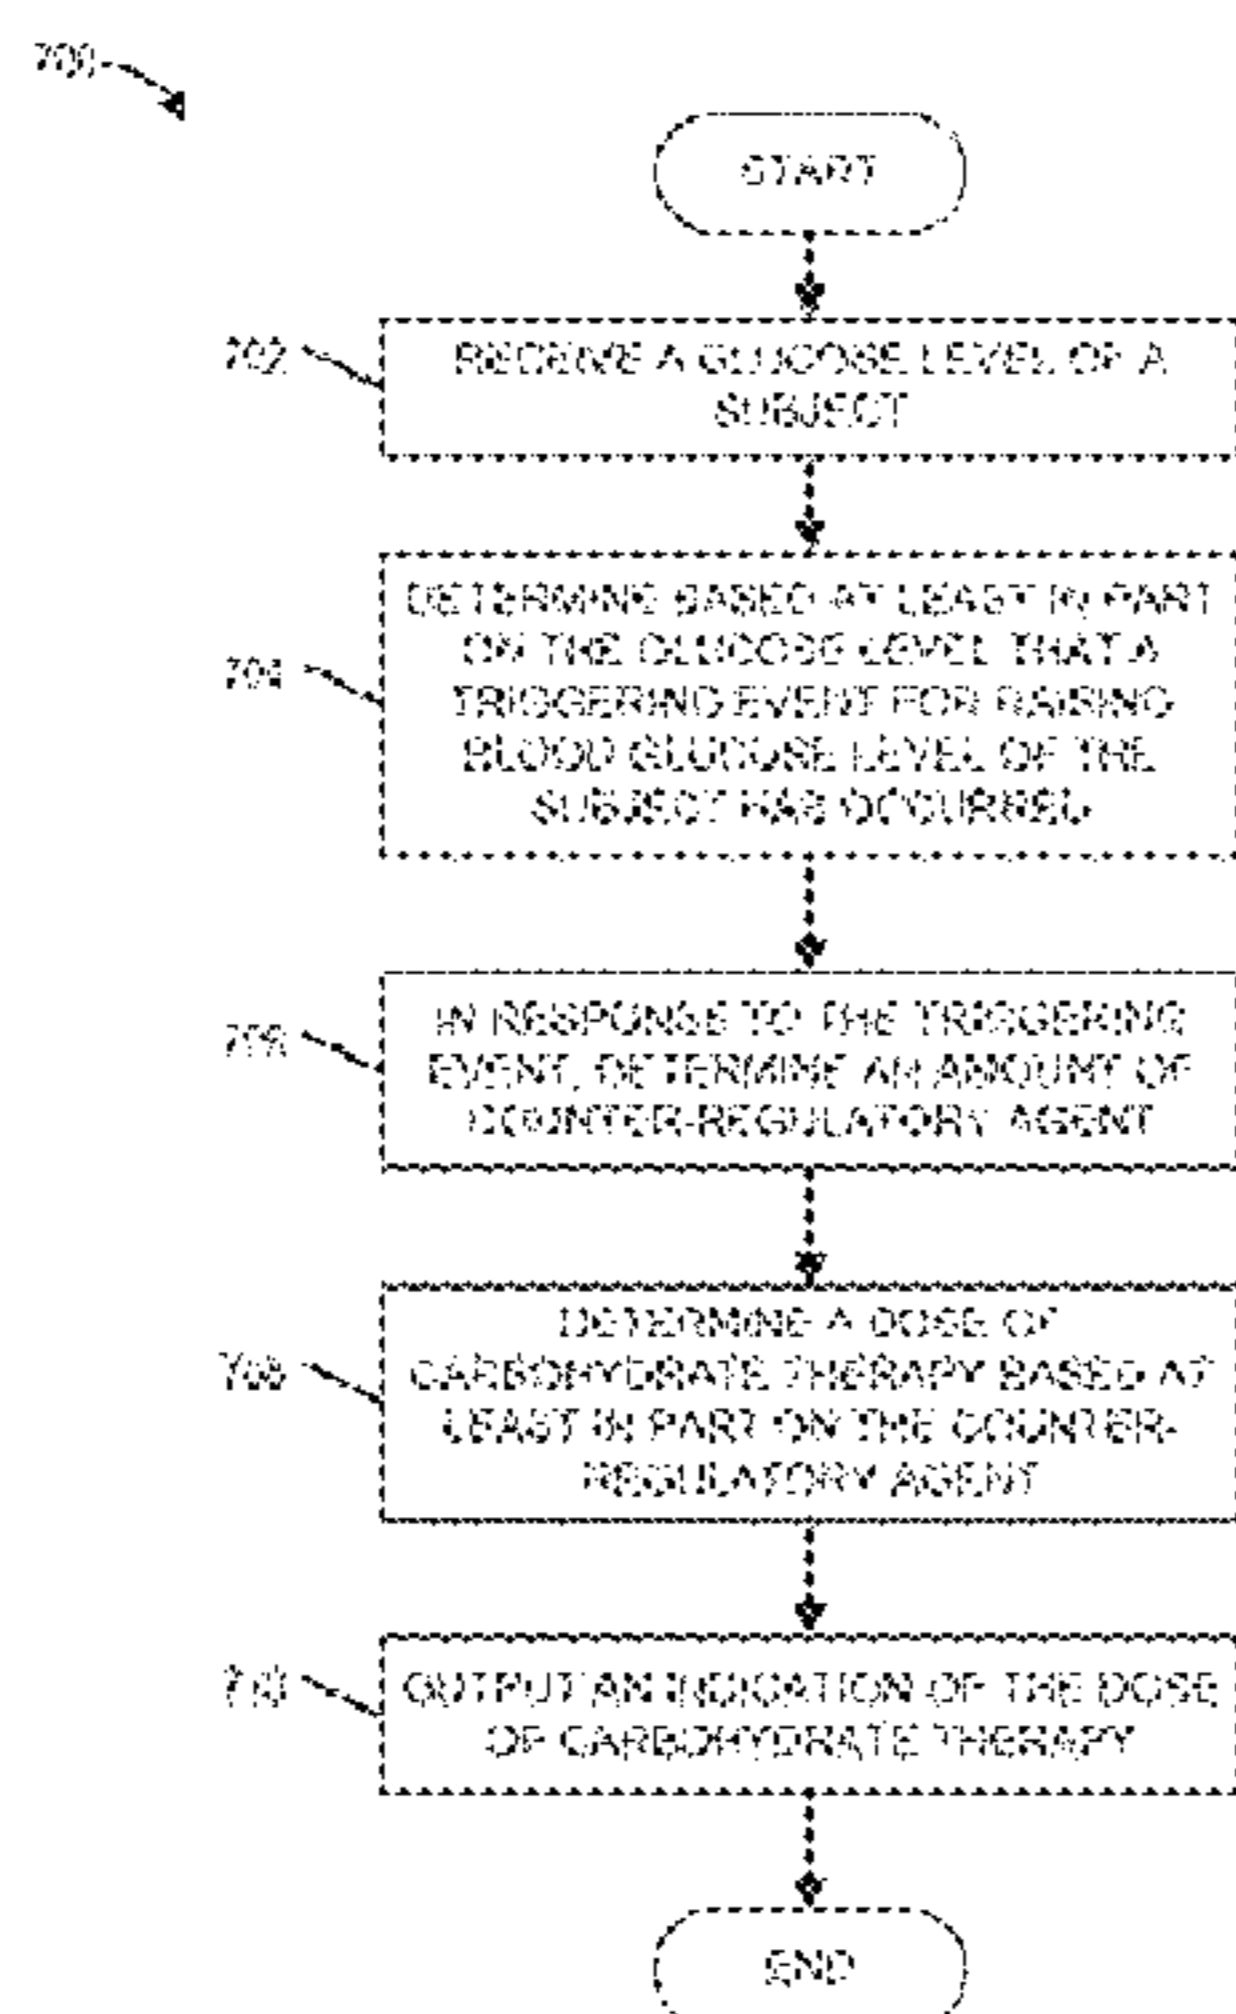 700
START
702
RECEIVE A GLUCOSE LEVEL OF A
SUBJECT
704
DETERMINE BASED AT LEAST IN PART
ON THE GLUCOSE LEVEL THAT A
TRIGGERING EVENT FOR RAISING
BLOOD GLUCOSE LEVEL OF THE
SUBJECT HAS OCCURRED
706
IN RESPONSE TO THE TRIGGERING
EVENT, DETERMINE AN AMOUNT OF
COUNTER-REGULATORY AGENT
708
DETERMINE A DOSE OF
CARBOHYDRATE THERAPY BASED AT
LEAST IN PART ON THE COUNTER-
REGULATORY AGENT
710
OUTPUT AN INDICATION OF THE DOSE
OF CARBOHYDRATE THERAPY
END